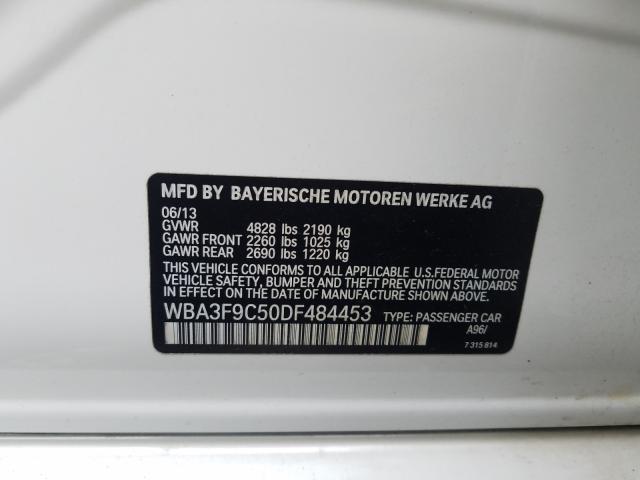 MFD BY BAYERISCHE MOTOREN WERKE AG
06/13
GVWR 4828 lbs 2190 kg
GAWR FRONT 2260 lbs 1025 kg
GAWR REAR 2690 lbs 1220 kg
THIS VEHICLE CONFORMS TO ALL APPLICABLE U.S.FEDERAL MOTOR
VEHICLE SAFETY, BUMPER AND THEFT PREVENTION STANDARDS
IN EFFECT ON THE DATE OF MANUFACTURE SHOWN ABOVE.
WBA3F9C50DF484453 TYPE: PASSENGER CAR
A96/
7 315 814